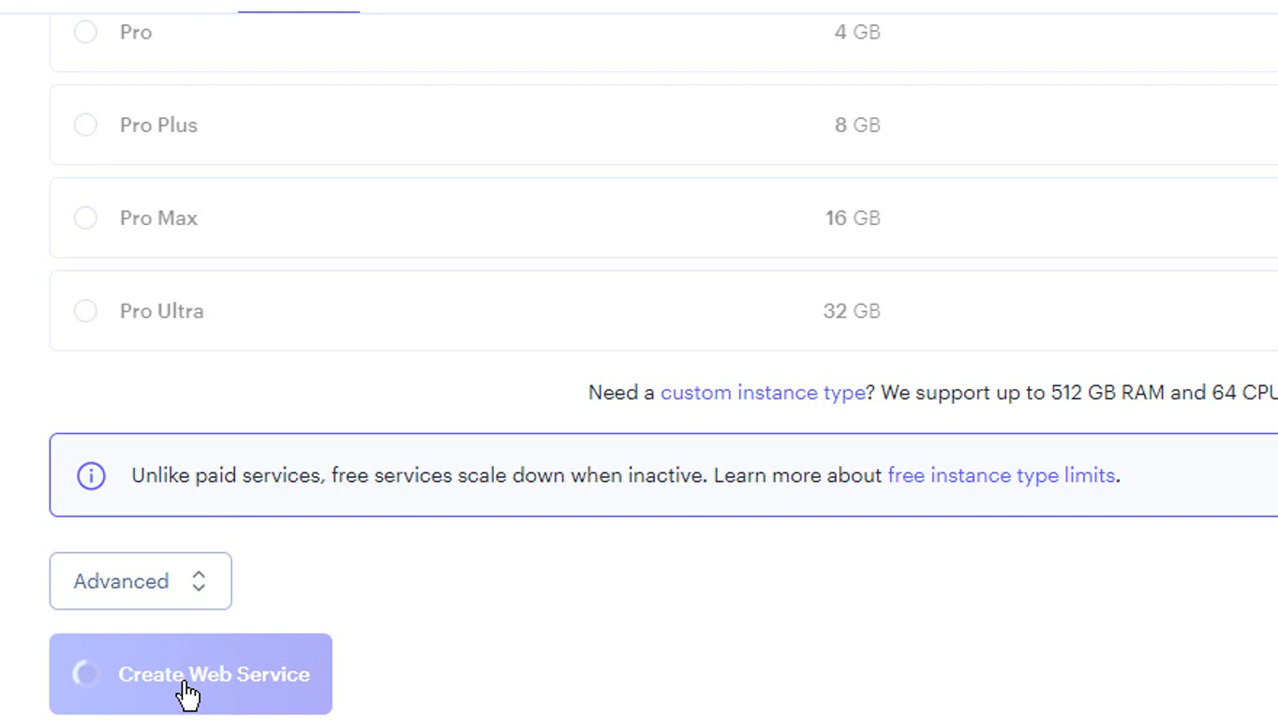 Pro 4 GB
Pro Plus 8 GB
Pro Max 16 GB
Pro Ultra 32 GB
Need a custom instance type? We support up to 512 GB RAM and 64 CPU
Unlike paid services, free services scale down when inactive. Learn more about free instance type limits.
Advanced
Create Web Service